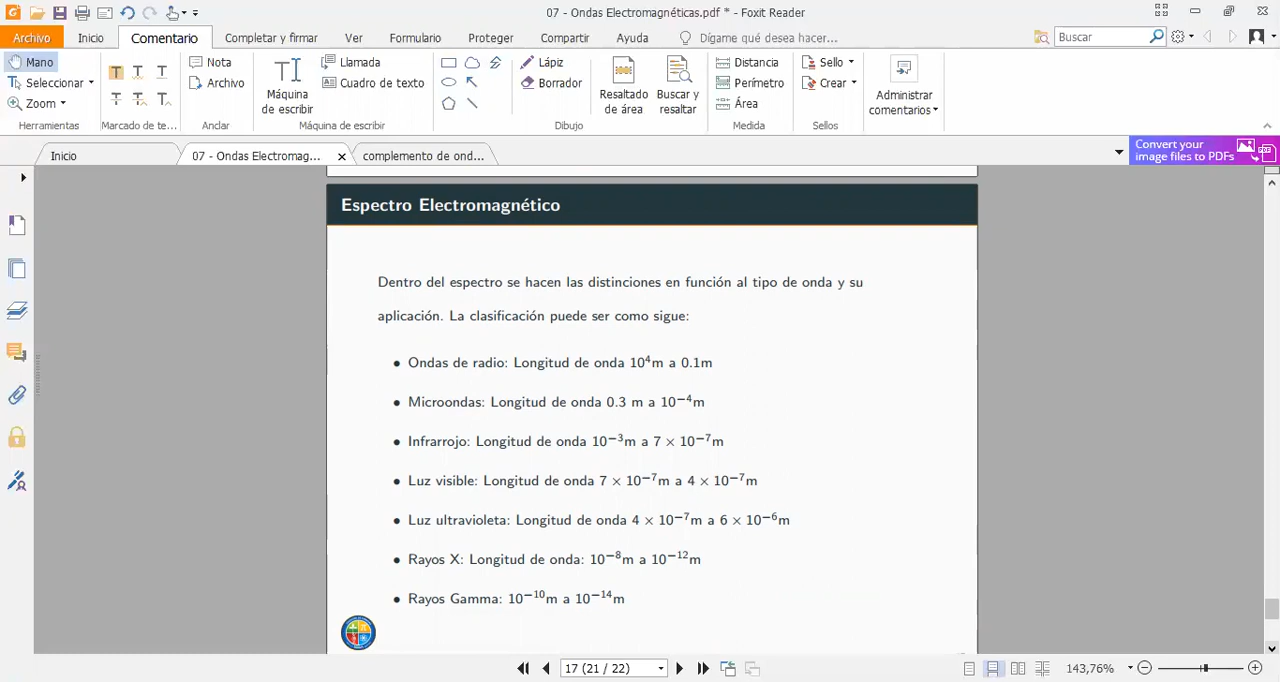 07 - Ondas Electromagnéticas.pdf * - Foxit Reader
Archivo Inicio Comentario Completar y firmar Ver Formulario Proteger Compartir Ayuda Dígame qué desea hacer... Buscar
Mano
Seleccionar
Zoom
Herramientas
Marcado de te...
Nota
Archivo
Anclar
Máquina de escribir
Llamada
Cuadro de texto
Máquina de escribir
Lápiz
Borrador
Dibujo
Resaltado de área
Buscar y resaltar
Distancia
Perímetro
Área
Medida
Sello
Crear
Sellos
Administrar comentarios
Inicio 07 - Ondas Electromag... complemento de ond...
Convert your
image files to PDFs
Espectro Electromagnético
Dentro del espectro se hacen las distinciones en función al tipo de onda y su
aplicación. La clasificación puede ser como sigue:
• Ondas de radio: Longitud de onda 10⁴m a 0.1m
• Microondas: Longitud de onda 0.3 m a 10⁻⁴m
• Infrarrojo: Longitud de onda 10⁻³m a 7 × 10⁻⁷m
• Luz visible: Longitud de onda 7 × 10⁻⁷m a 4 × 10⁻⁷m
• Luz ultravioleta: Longitud de onda 4 × 10⁻⁷m a 6 × 10⁻⁶m
• Rayos X: Longitud de onda: 10⁻⁸m a 10⁻¹²m
• Rayos Gamma: 10⁻¹⁰m a 10⁻¹⁴m
17 (21 / 22) 143,76%